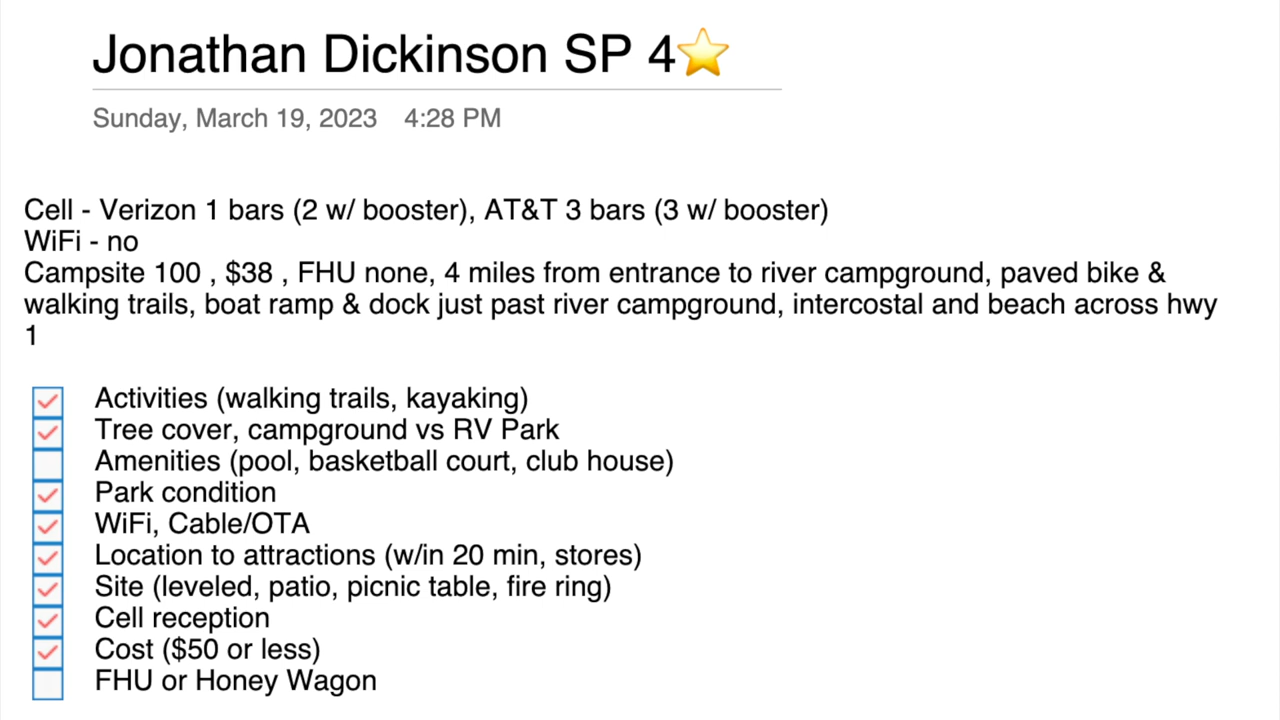 Jonathan Dickinson SP 4⭐
Sunday, March 19, 2023 4:28 PM
Cell - Verizon 1 bars (2 w/ booster), AT&T 3 bars (3 w/ booster)
WiFi - no
Campsite 100 , $38 , FHU none, 4 miles from entrance to river campground, paved bike &
walking trails, boat ramp & dock just past river campground, intercostal and beach across hwy
1
Activities (walking trails, kayaking)
Tree cover, campground vs RV Park
Amenities (pool, basketball court, club house)
Park condition
WiFi, Cable/OTA
Location to attractions (w/in 20 min, stores)
Site (leveled, patio, picnic table, fire ring)
Cell reception
Cost ($50 or less)
FHU or Honey Wagon